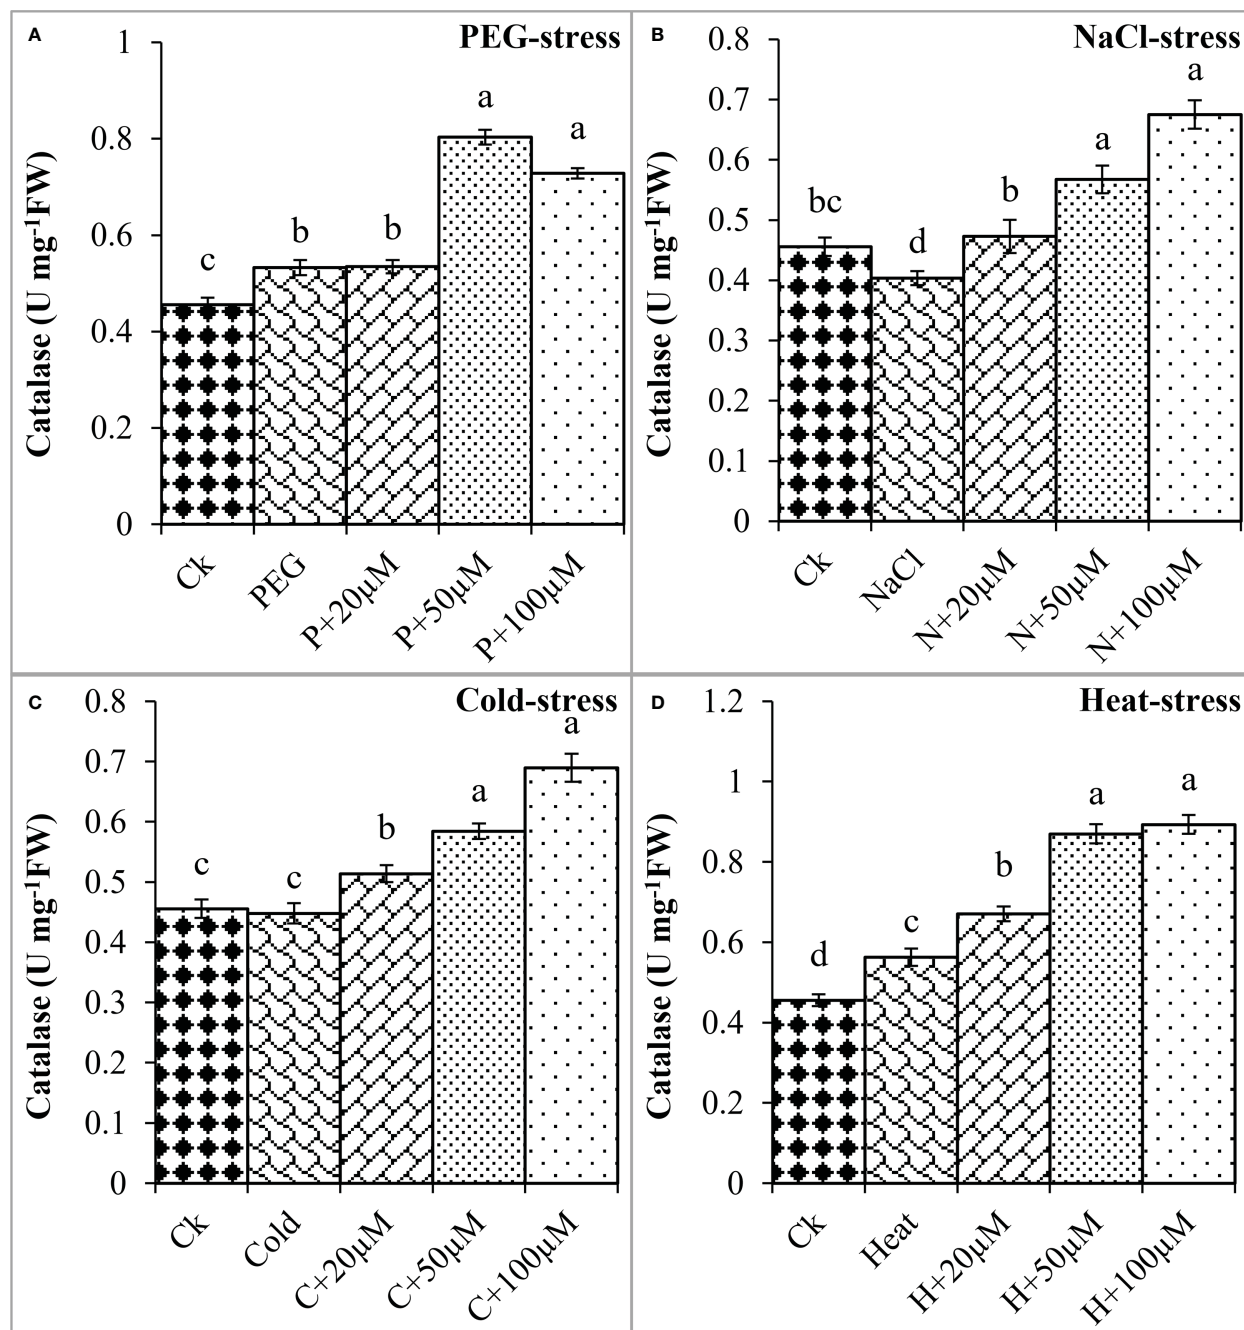 A
PEG-stress
Catalase (U mg-1FW)
1
0.8
0.6
0.4
0.2
0
c
b
b
a
a
Ck
PEG
P+20μM
P+50μM
P+100μM
B
NaCl-stress
Catalase (U mg-1FW)
0.8
0.7
0.6
0.5
0.4
0.3
0.2
0.1
0
bc
d
b
a
a
Ck
NaCl
N+20μM
N+50μM
N+100μM
C
Cold-stress
Catalase (U mg-1FW)
0.8
0.7
0.6
0.5
0.4
0.3
0.2
0.1
0
c
c
b
a
a
Ck
Cold
C+20μM
C+50μM
C+100μM
D
Heat-stress
Catalase (U mg-1FW)
1.2
1
0.8
0.6
0.4
0.2
0
d
c
b
a
a
Ck
Heat
H+20μM
H+50μM
H+100μM